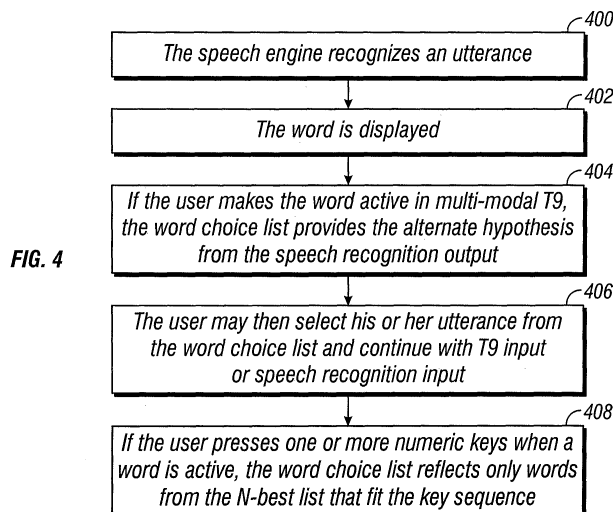 400
The speech engine recognizes an utterance
402
The word is displayed
404
If the user makes the word active in multi-modal T9,
the word choice list provides the alternate hypothesis
from the speech recognition output
FIG. 4
406
The user may then select his or her utterance from
the word choice list and continue with T9 input
or speech recognition input
408
If the user presses one or more numeric keys when a
word is active, the word choice list reflects only words
from the N-best list that fit the key sequence